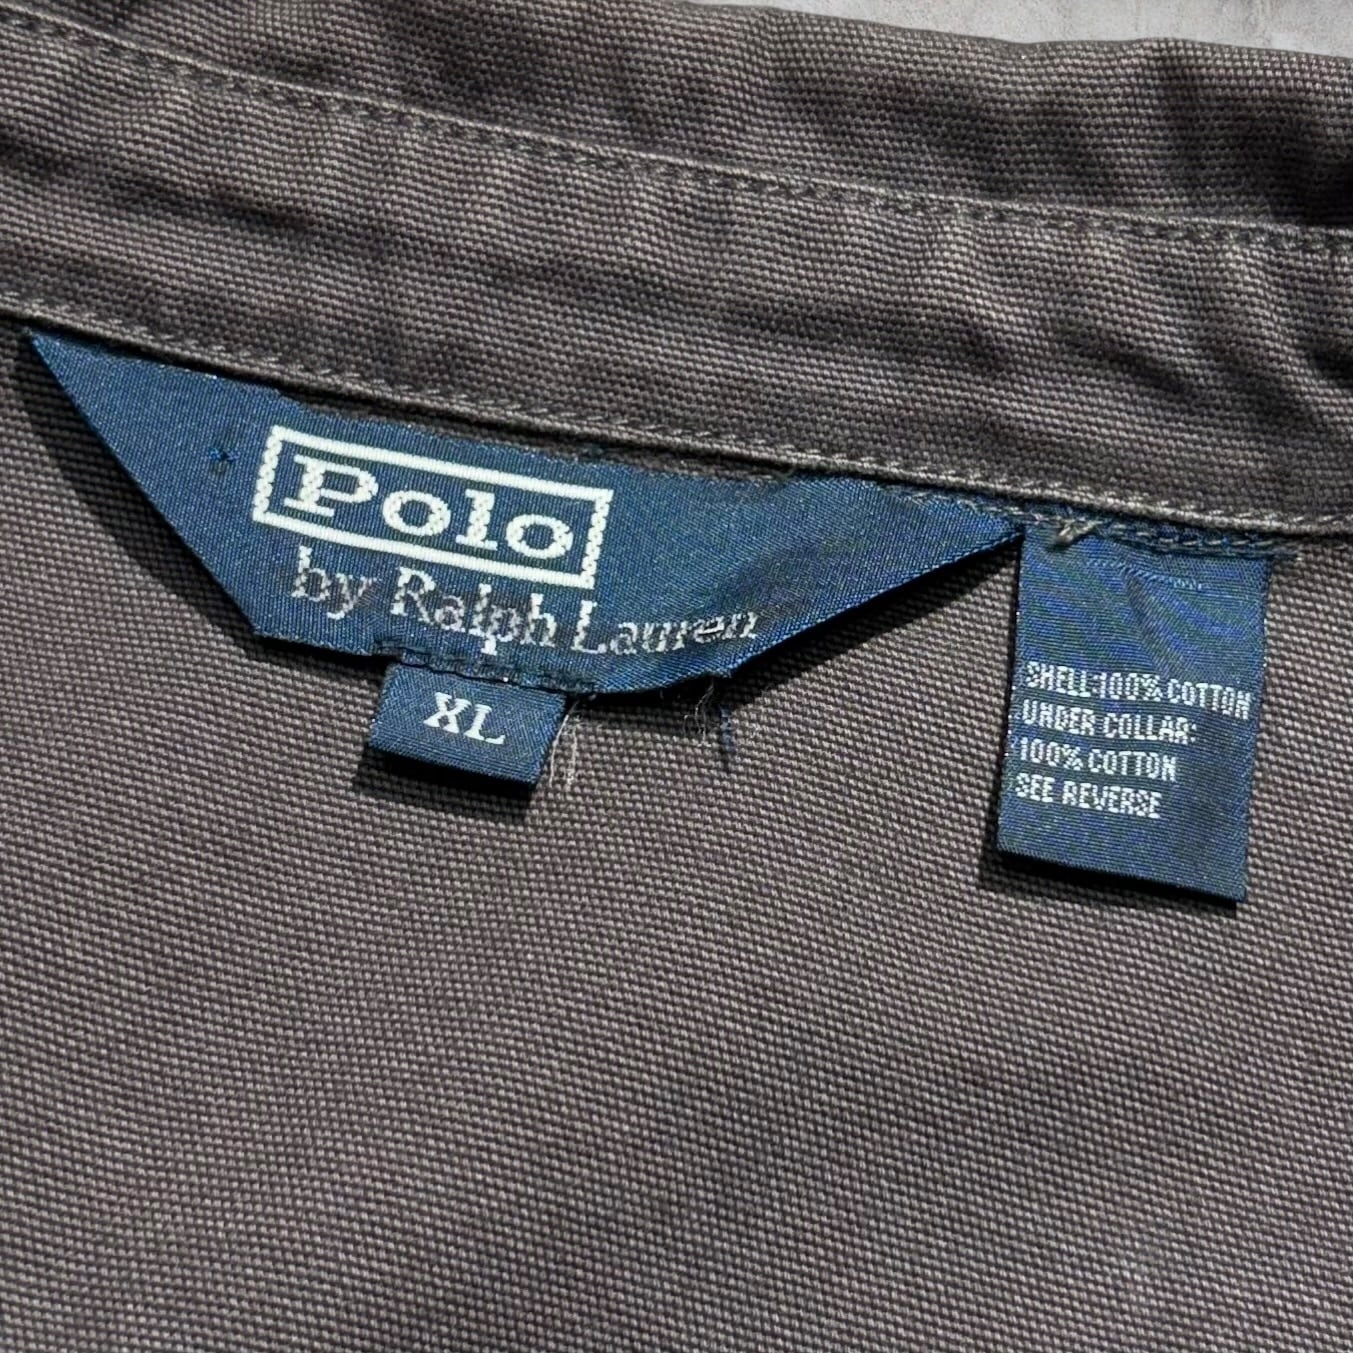 Polo
by Ralph Lauren
XL
SHELL:100% COTTON
UNDER COLLAR:
100% COTTON
SEE REVERSE